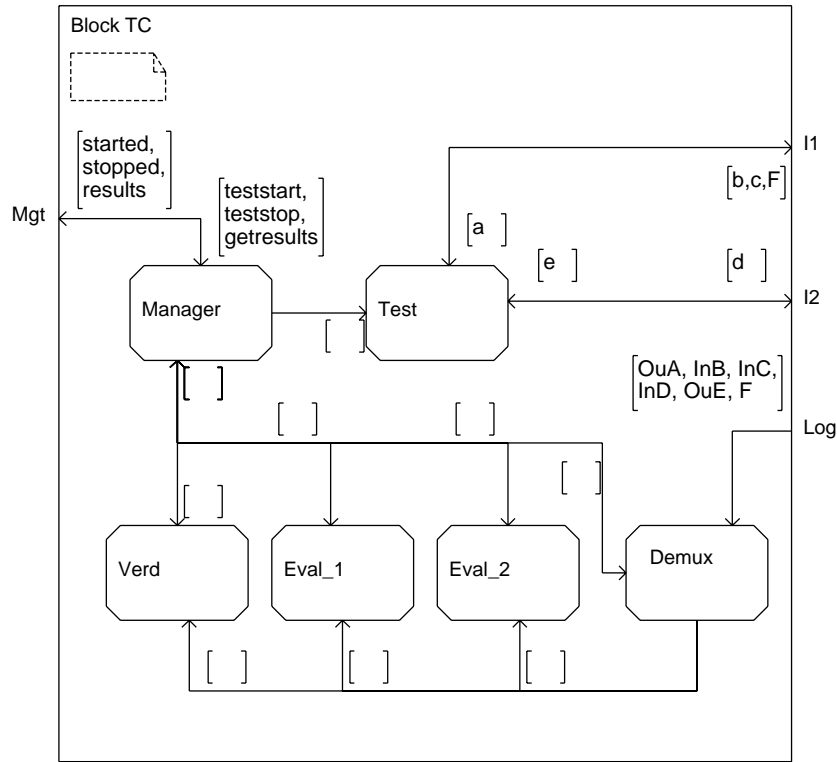 Block TC
started,
stopped,
results
I1
[b,c,F]
Mgt
teststart,
teststop,
getresults
[a ]
[e ]
[d ]
I2
Manager
Test
[ ]
OuA, InB, InC,
InD, OuE, F
[ ]
[ ]
[ ]
Log
[ ]
[ ]
Verd
Eval_1
Eval_2
Demux
[ ]
[ ]
[ ]